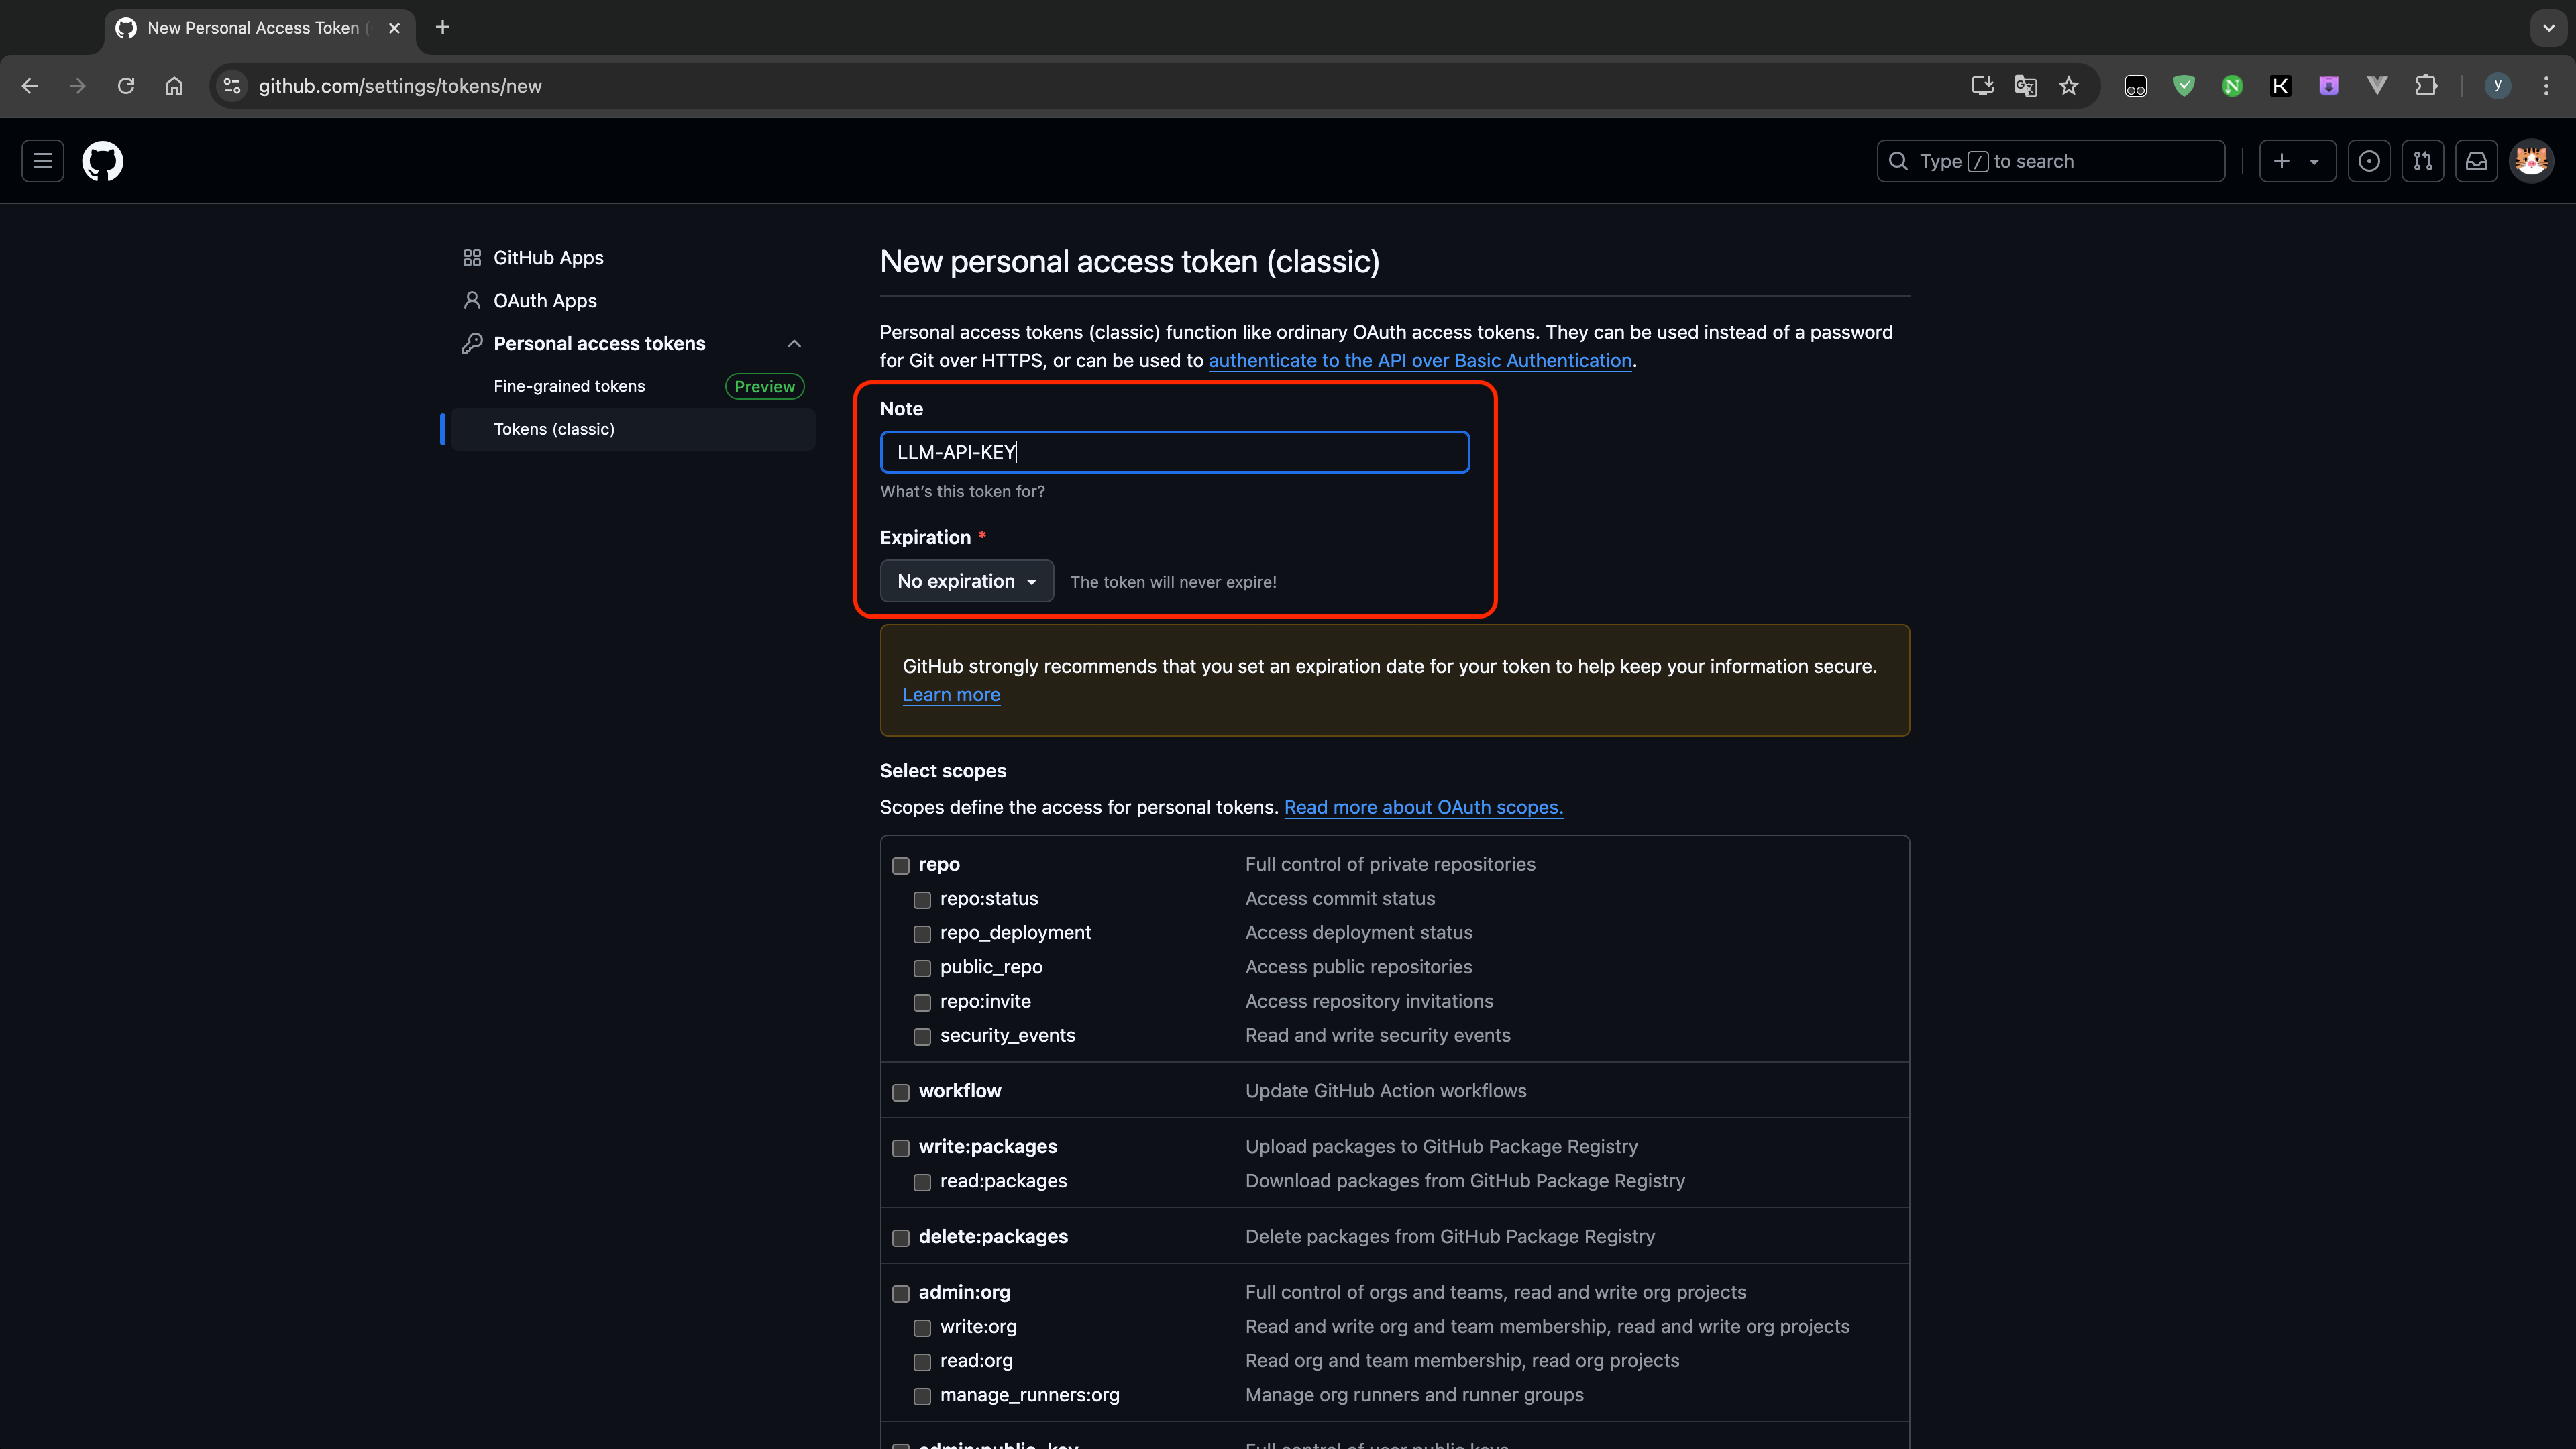 New Personal Access Token (
github.com/settings/tokens/new
y
Type / to search
GitHub Apps
OAuth Apps
Personal access tokens
Fine-grained tokens
Preview
Tokens (classic)
New personal access token (classic)
Personal access tokens (classic) function like ordinary OAuth access tokens. They can be used instead of a password
for Git over HTTPS, or can be used to authenticate to the API over Basic Authentication.
Note
LLM-API-KEY
What's this token for?
Expiration *
No expiration
The token will never expire!
GitHub strongly recommends that you set an expiration date for your token to help keep your information secure.
Learn more
Select scopes
Scopes define the access for personal tokens. Read more about OAuth scopes.
repo Full control of private repositories
repo:status Access commit status
repo_deployment Access deployment status
public_repo Access public repositories
repo:invite Access repository invitations
security_events Read and write security events
workflow Update GitHub Action workflows
write:packages Upload packages to GitHub Package Registry
read:packages Download packages from GitHub Package Registry
delete:packages Delete packages from GitHub Package Registry
admin:org Full control of orgs and teams, read and write org projects
write:org Read and write org and team membership, read and write org projects
read:org Read org and team membership, read org projects
manage_runners:org Manage org runners and runner groups